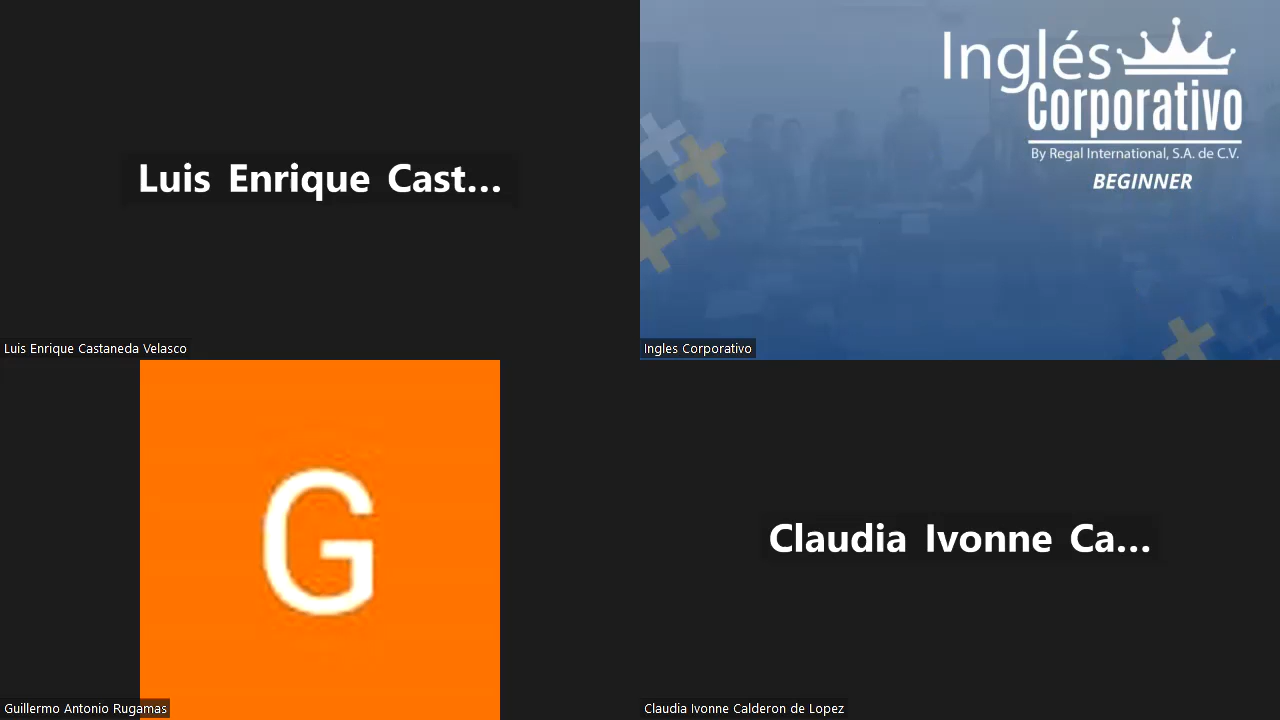 Luis Enrique Cast...
Luis Enrique Castaneda Velasco
Inglés
Corporativo
By Regal International, S.A. de C.V.
BEGINNER
Ingles Corporativo
G
Guillermo Antonio Rugamas
Claudia Ivonne Ca...
Claudia Ivonne Calderon de Lopez